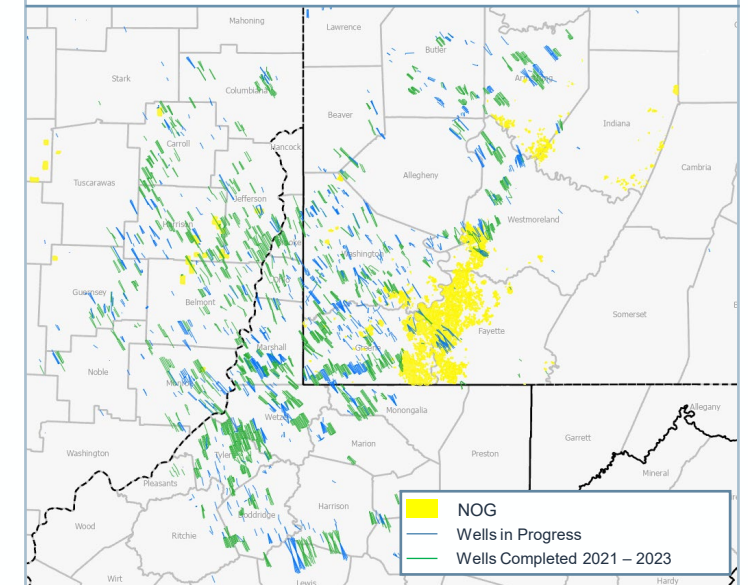 Mahoning
Lawrence
Butler
Stark
Columbiana
Armstrong
Beaver
Indiana
Carroll
Hancock
Allegheny
Cambria
Tuscarawas
Jefferson
Westmoreland
Harrison
Washington
Guernsey
Belmont
Somerset
Fayette
Marshall
Greene
Noble
Monroe
Allegany
Monongalia
Wetzel
Garrett
Washington
Marion
Preston
Tyler
Mineral
Pleasants
Harrison
Doddridge
Wood
Ritchie
Wirt
Lewis
Hardy
NOG
Wells in Progress
Wells Completed 2021 – 2023